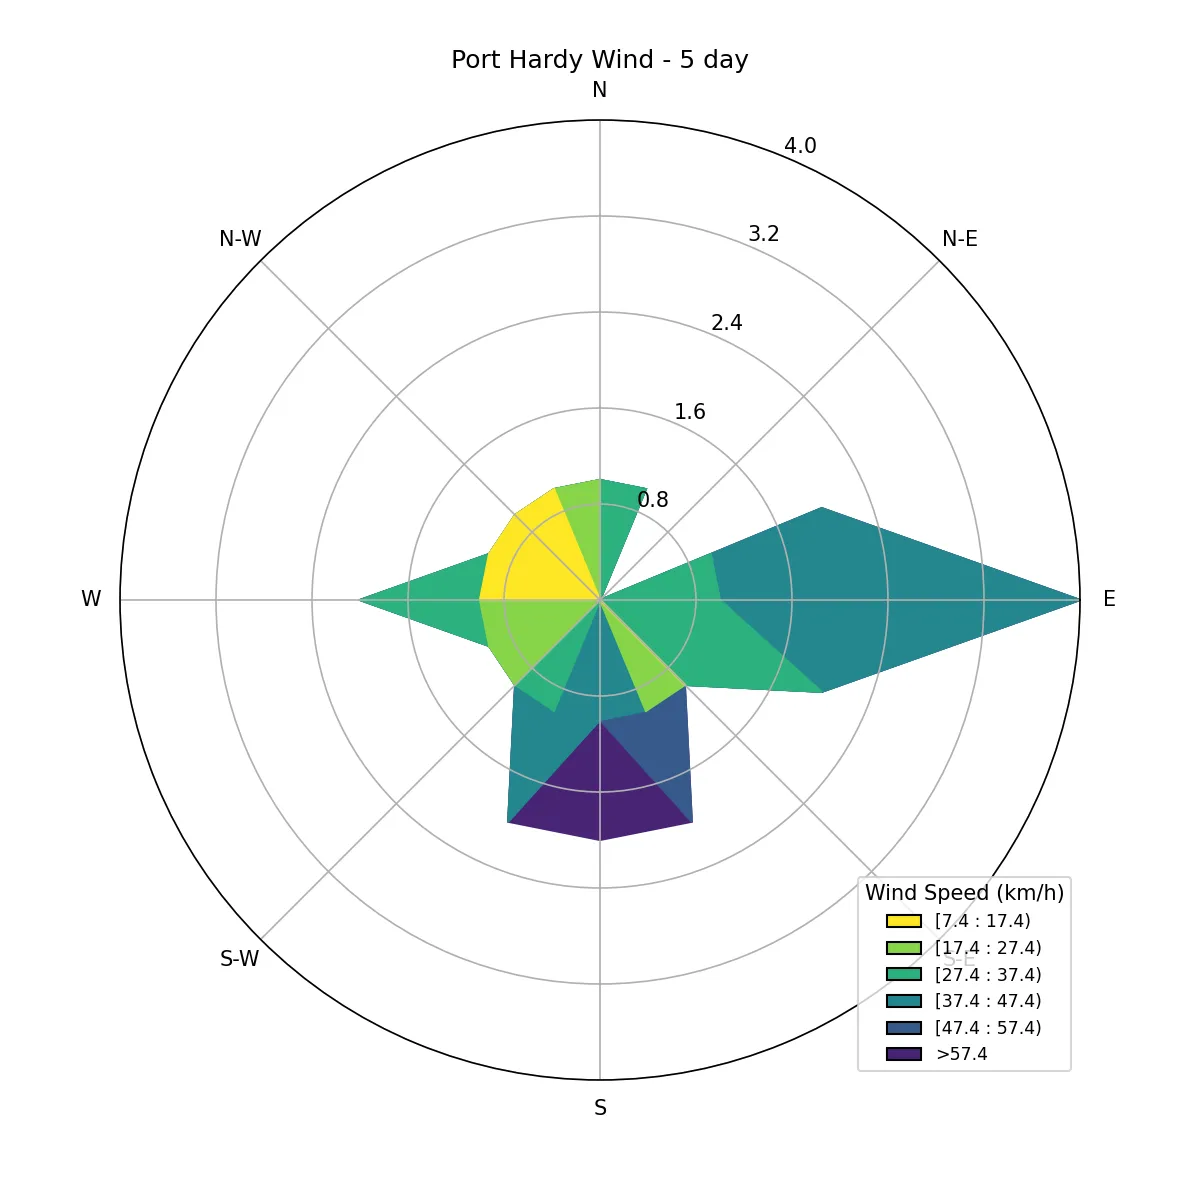 Port Hardy Wind - 5 day
N
4.0
N-W
3.2
N-E
2.4
1.6
0.8
W
E
Wind Speed (km/h)
[7.4 : 17.4)
[17.4 : 27.4)
S-W
S-E
[27.4 : 37.4)
[37.4 : 47.4)
[47.4 : 57.4)
>57.4
S